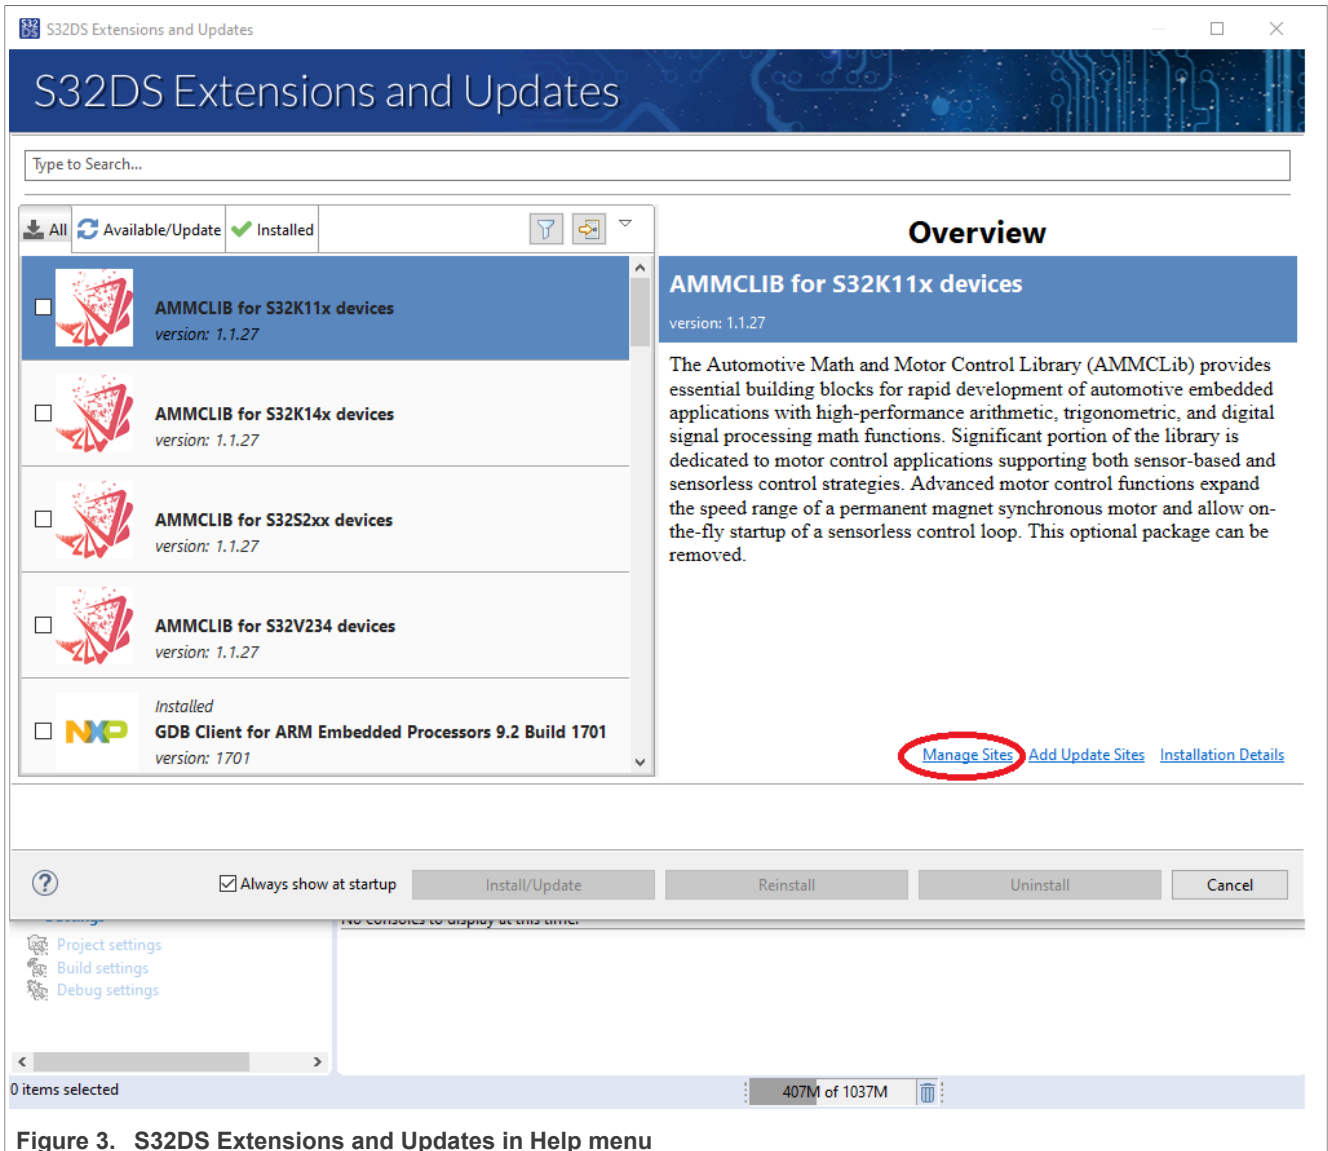 S32DS Extensions and Updates
S32DS Extensions and Updates
Type to Search...
All Available/Update Installed
AMMCLIB for S32K11x devices
version: 1.1.27
AMMCLIB for S32K14x devices
version: 1.1.27
AMMCLIB for S32S2xx devices
version: 1.1.27
AMMCLIB for S32V234 devices
version: 1.1.27
Installed
NXP
GDB Client for ARM Embedded Processors 9.2 Build 1701
version: 1701
Overview
AMMCLIB for S32K11x devices
version: 1.1.27
The Automotive Math and Motor Control Library (AMMCLib) provides
essential building blocks for rapid development of automotive embedded
applications with high-performance arithmetic, trigonometric, and digital
signal processing math functions. Significant portion of the library is
dedicated to motor control applications supporting both sensor-based and
sensorless control strategies. Advanced motor control functions expand
the speed range of a permanent magnet synchronous motor and allow on-
the-fly startup of a sensorless control loop. This optional package can be
removed.
Manage Sites Add Update Sites Installation Details
Always show at startup Install/Update Reinstall Uninstall Cancel
Settings
No consoles to display at this time.
Project settings
Build settings
Debug settings
0 items selected
407M of 1037M
Figure 3. S32DS Extensions and Updates in Help menu